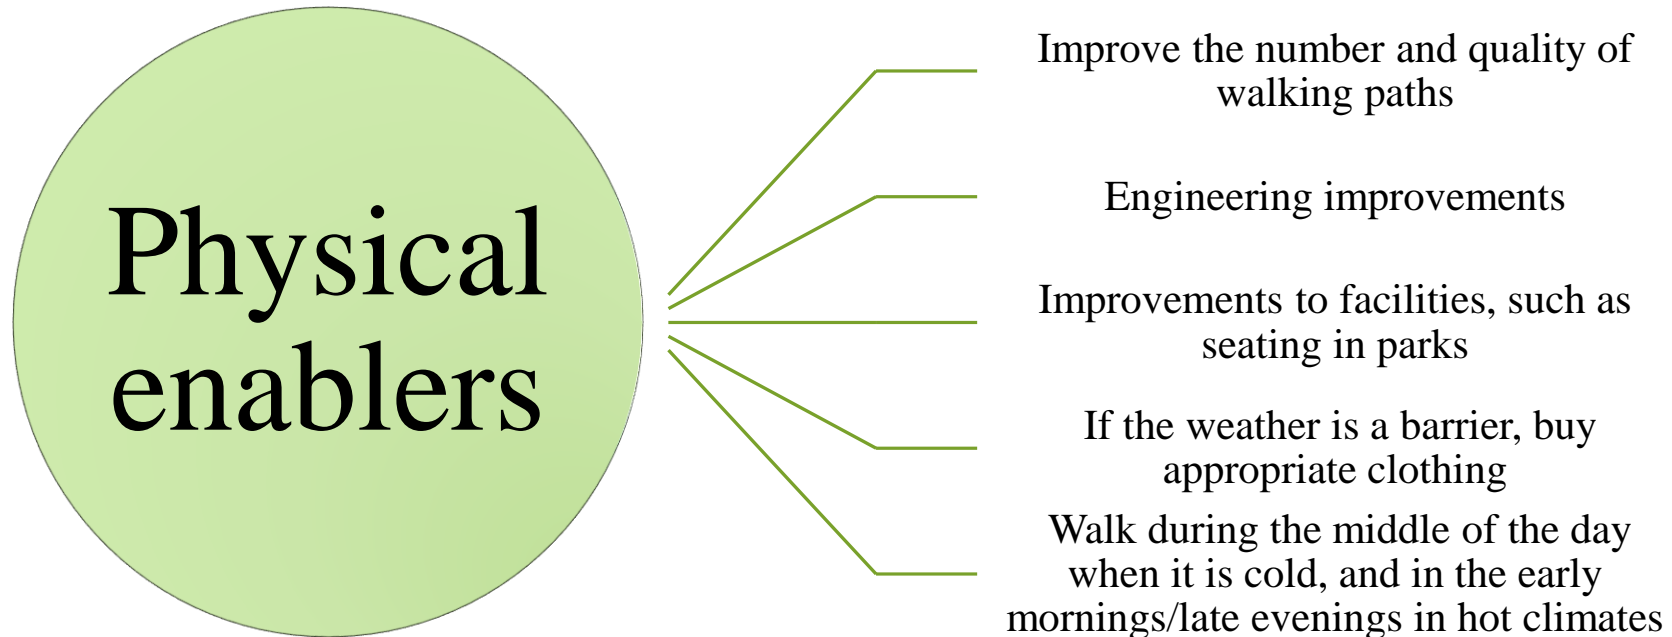 Physical
enablers
Improve the number and quality of
walking paths
Engineering improvements
Improvements to facilities, such as
seating in parks
If the weather is a barrier, buy
appropriate clothing
Walk during the middle of the day
when it is cold, and in the early
mornings/late evenings in hot climates